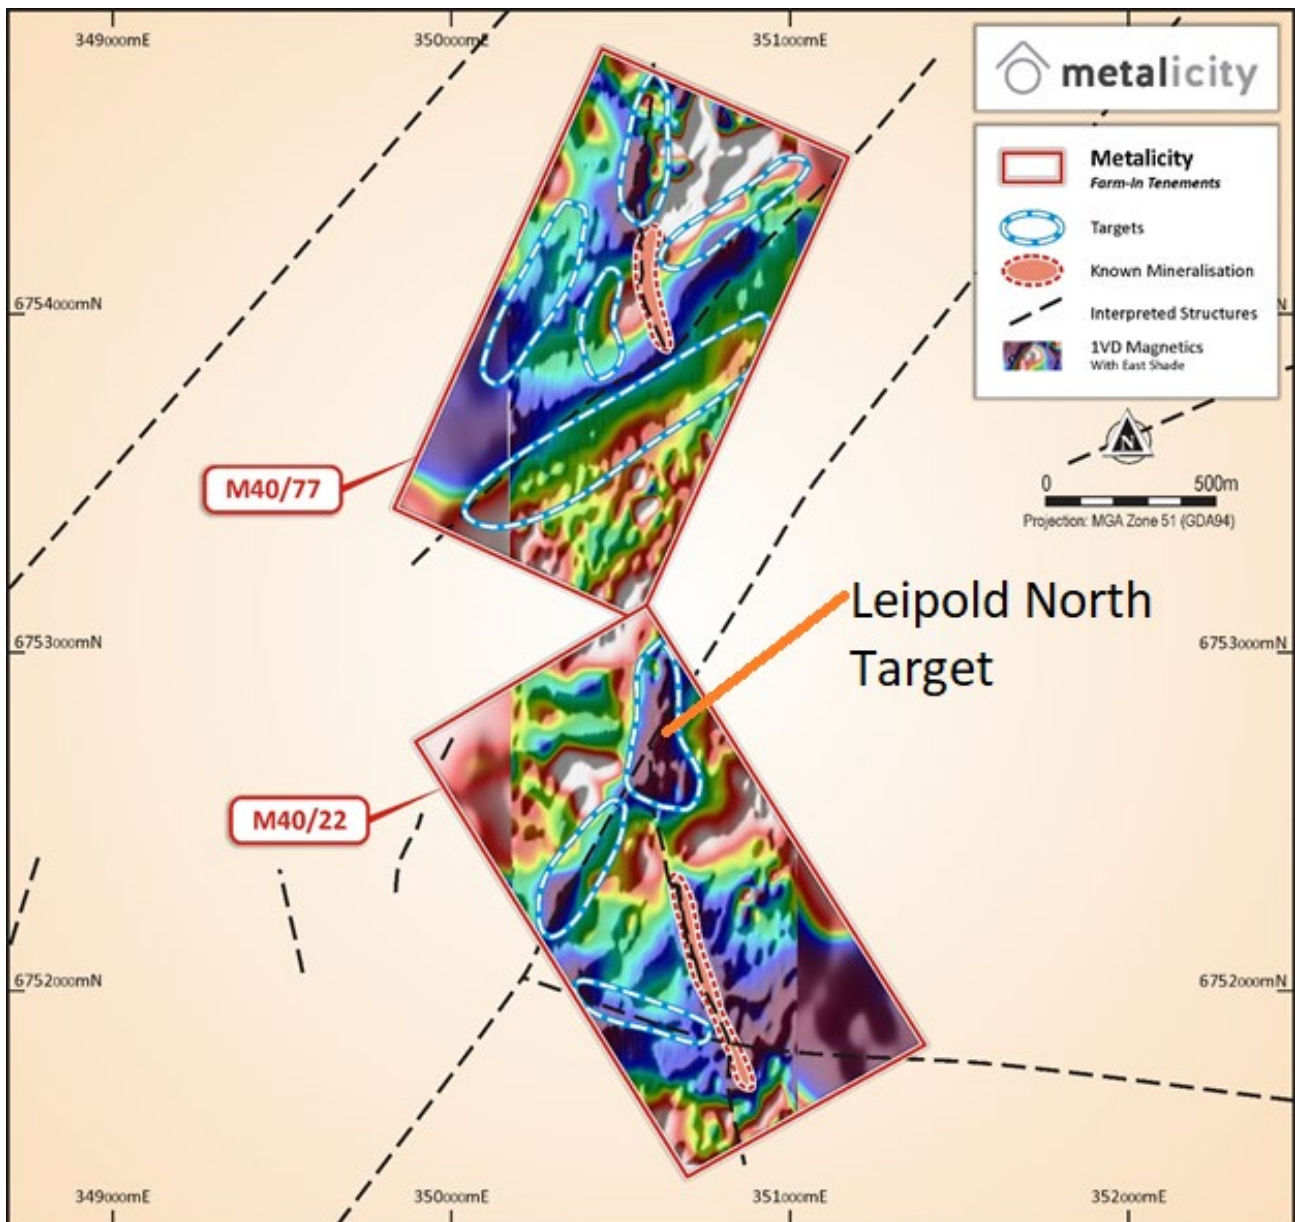 349000mE
350000mE
351000mE
metalicity
Metalicity
Farm-In Tenements
Targets
Known Mineralisation
Interpreted Structures
1VD Magnetics
With East Shade
6754000mN
N
N
0
500m
Projection: MGA Zone 51 (GDA94)
M40/77
Leipold North
Target
6753000mN
6753000mN
M40/22
6752000mN
6752000mN
349000mE
350000mE
351000mE
352000mE